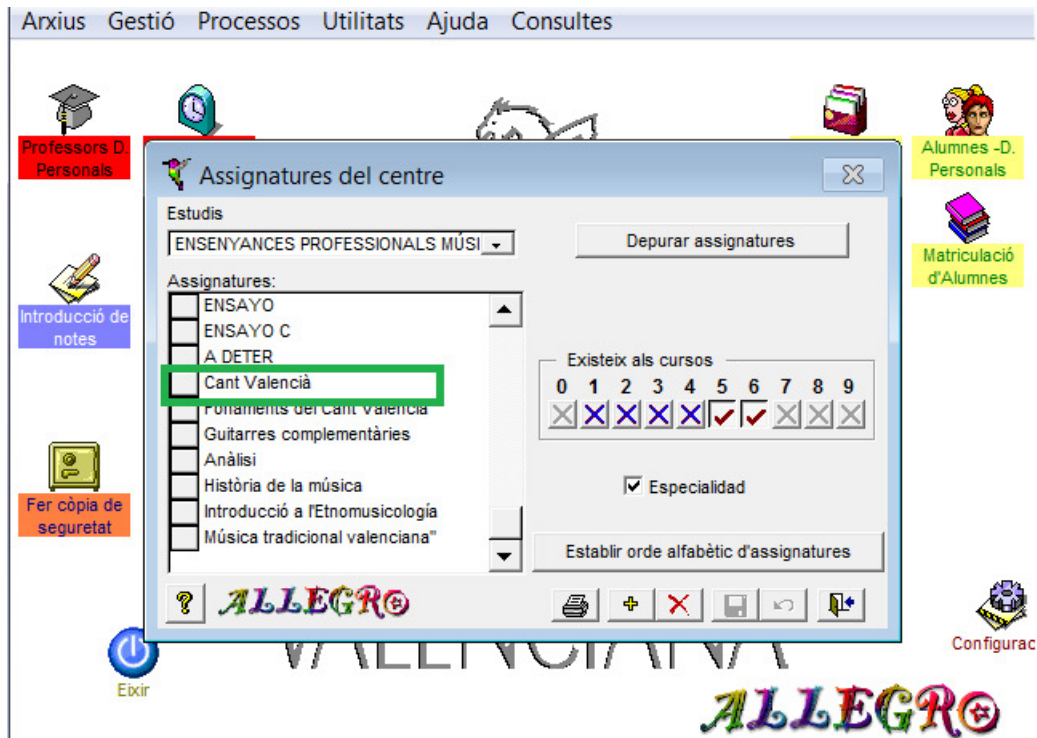 Arxius Gestió Processos Utilitats Ajuda Consultes
Professors D.
Personals
Alumnes -D.
Personals
Matriculació
d'Alumnes
Introducció de
notes
Fer còpia de
seguretat
Eixir
Configurac
VALENCIANA
ALLEGRO
Assignatures del centre
Estudis
ENSENYANCES PROFESSIONALS MÚSI
Depurar assignatures
Assignatures:
ENSAYO
ENSAYO C
A DETER
Cant Valencià
Fonaments del Cant Valencià
Guitarres complementàries
Anàlisi
Història de la música
Introducció a l'Etnomusicología
Música tradicional valenciana"
Existeix als cursos
0 1 2 3 4 5 6 7 8 9
Especialidad
Establir orde alfabètic d'assignatures
?
ALLEGRO